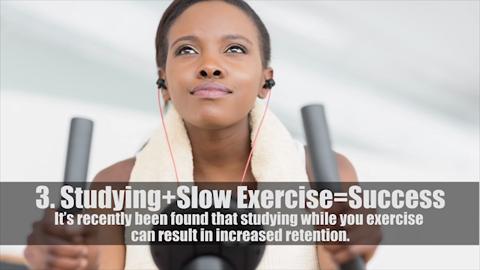 3. Studying+Slow Exercise=Success
It's recently been found that studying while you exercise
can result in increased retention.